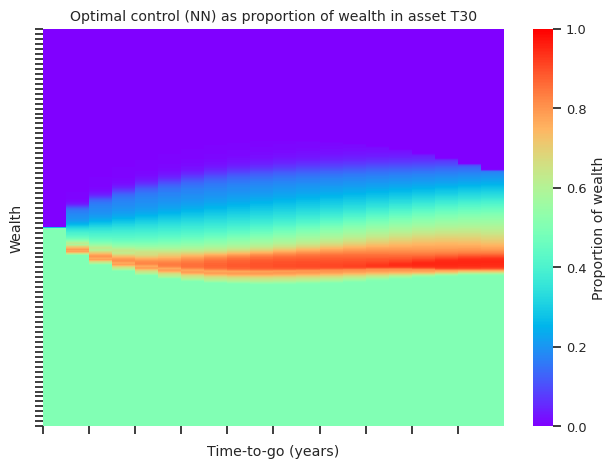 Optimal control (NN) as proportion of wealth in asset T30
Wealth
Time-to-go (years)
1.0
0.8
0.6
0.4
0.2
0.0
Proportion of wealth